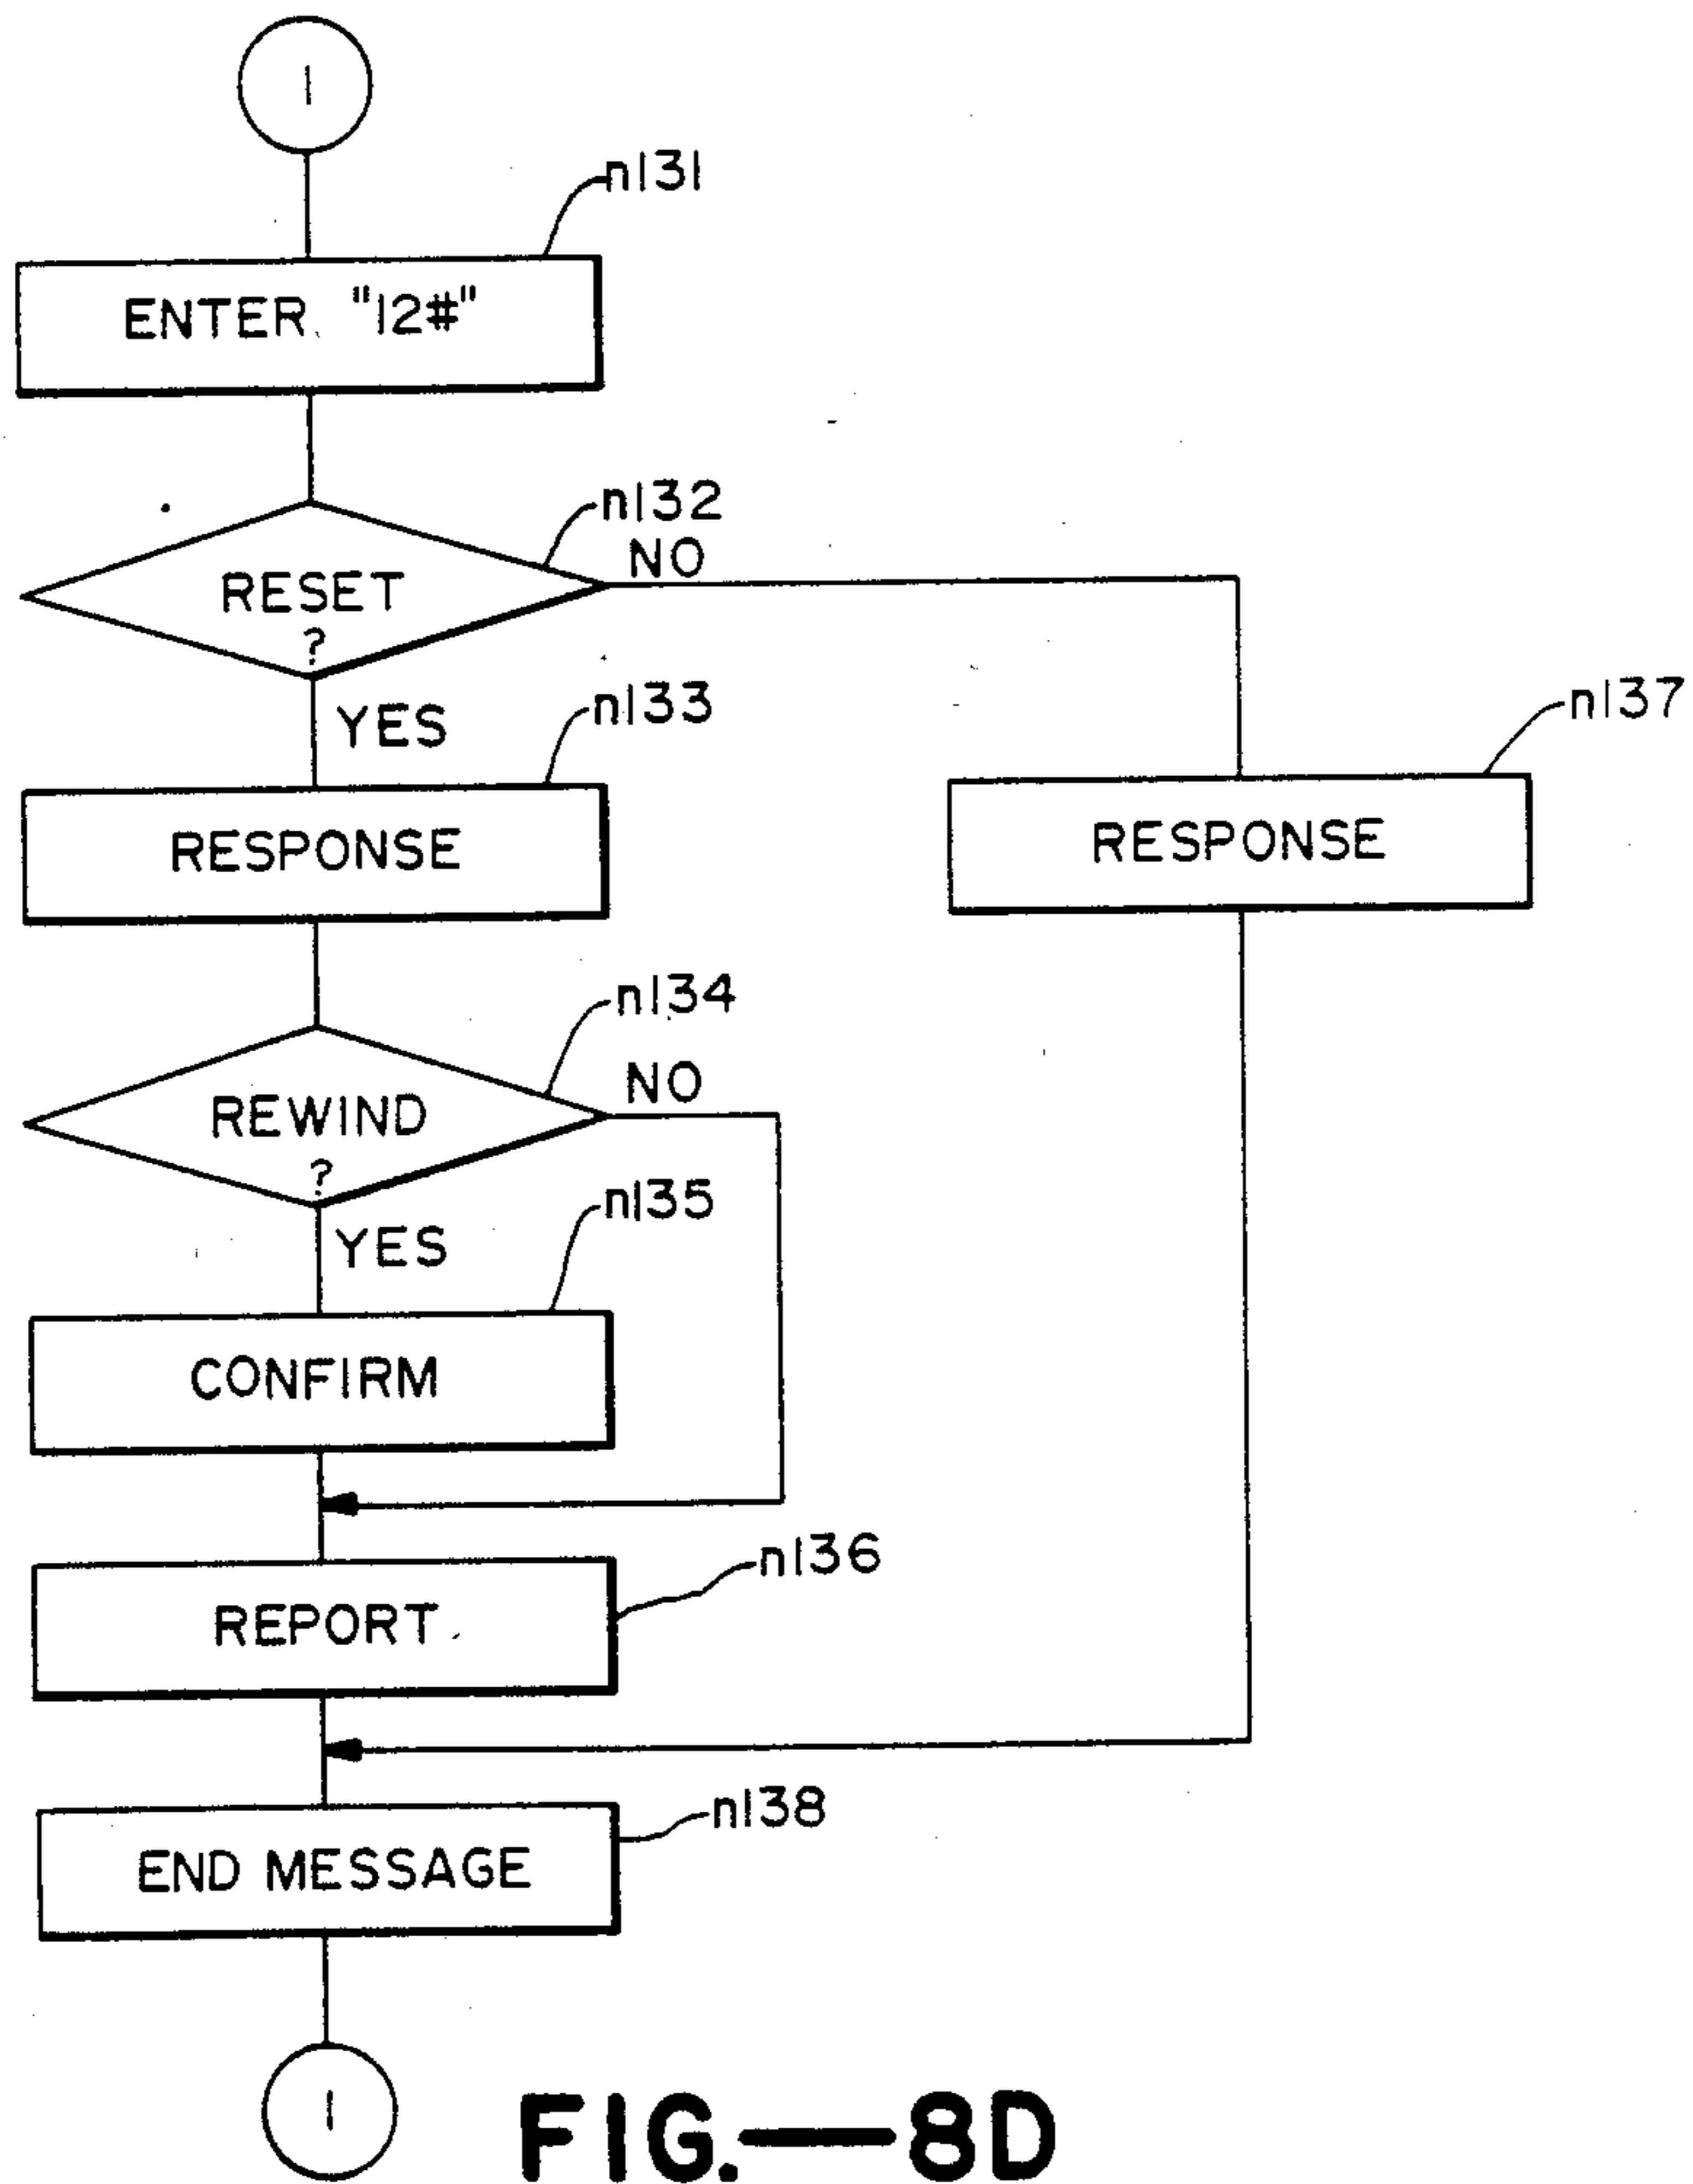 1
n131
ENTER "12#"
n132
NO
RESET
?
YES
n133
n137
RESPONSE
RESPONSE
n134
NO
REWIND
?
YES
n135
CONFIRM
n136
REPORT
n138
END MESSAGE
1
FIG.—8D